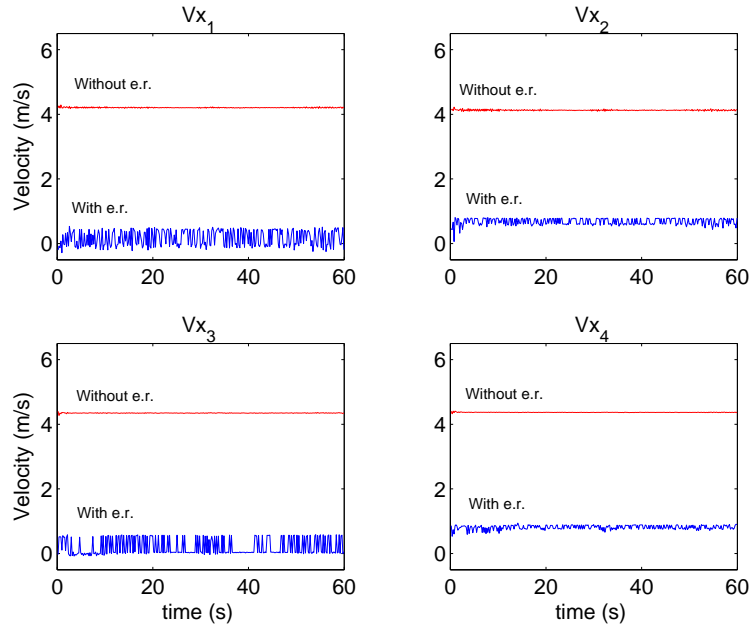 Vx1
6
4
2
0
Velocity (m/s)
Without e.r.
With e.r.
0 20 40 60
Vx2
6
4
2
0
Without e.r.
With e.r.
0 20 40 60
Vx3
6
4
2
0
Velocity (m/s)
Without e.r.
With e.r.
0 20 40 60
time (s)
Vx4
6
4
2
0
Without e.r.
With e.r.
0 20 40 60
time (s)